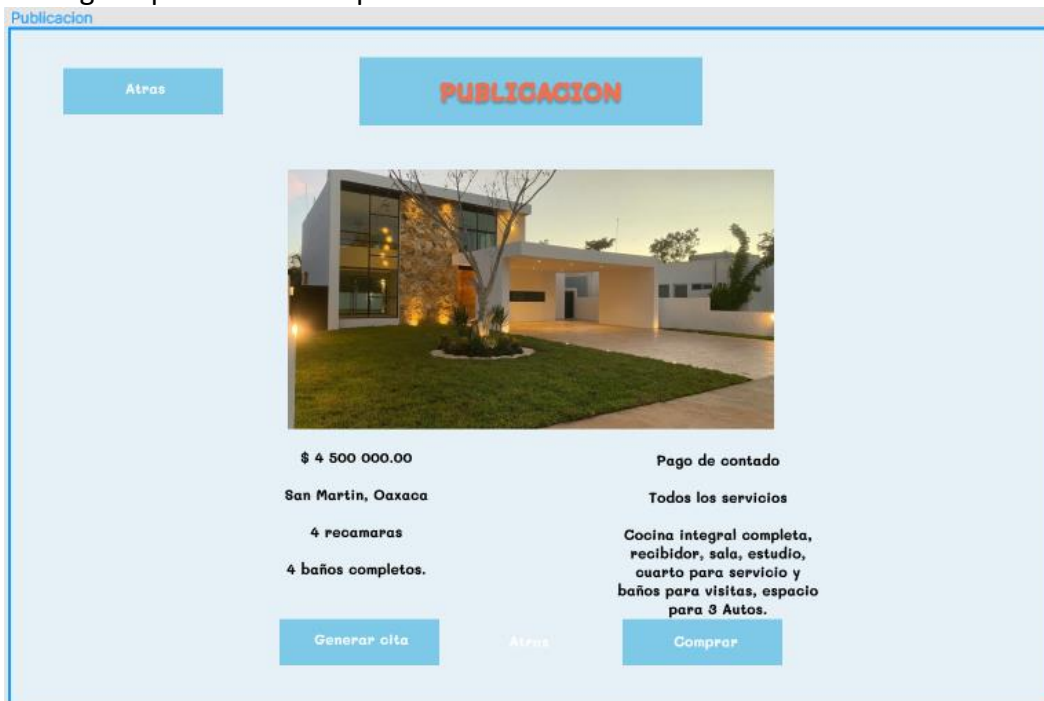 Publicacion
Atras
PUBLICACION
$ 4 500 000.00
San Martin, Oaxaca
4 recamaras
4 baños completos.
Pago de contado
Todos los servicios
Cocina integral completa,
recibidor, sala, estudio,
cuarto para servicio y
baños para visitas, espacio
para 3 Autos.
Generar cita
Atras
Comprar